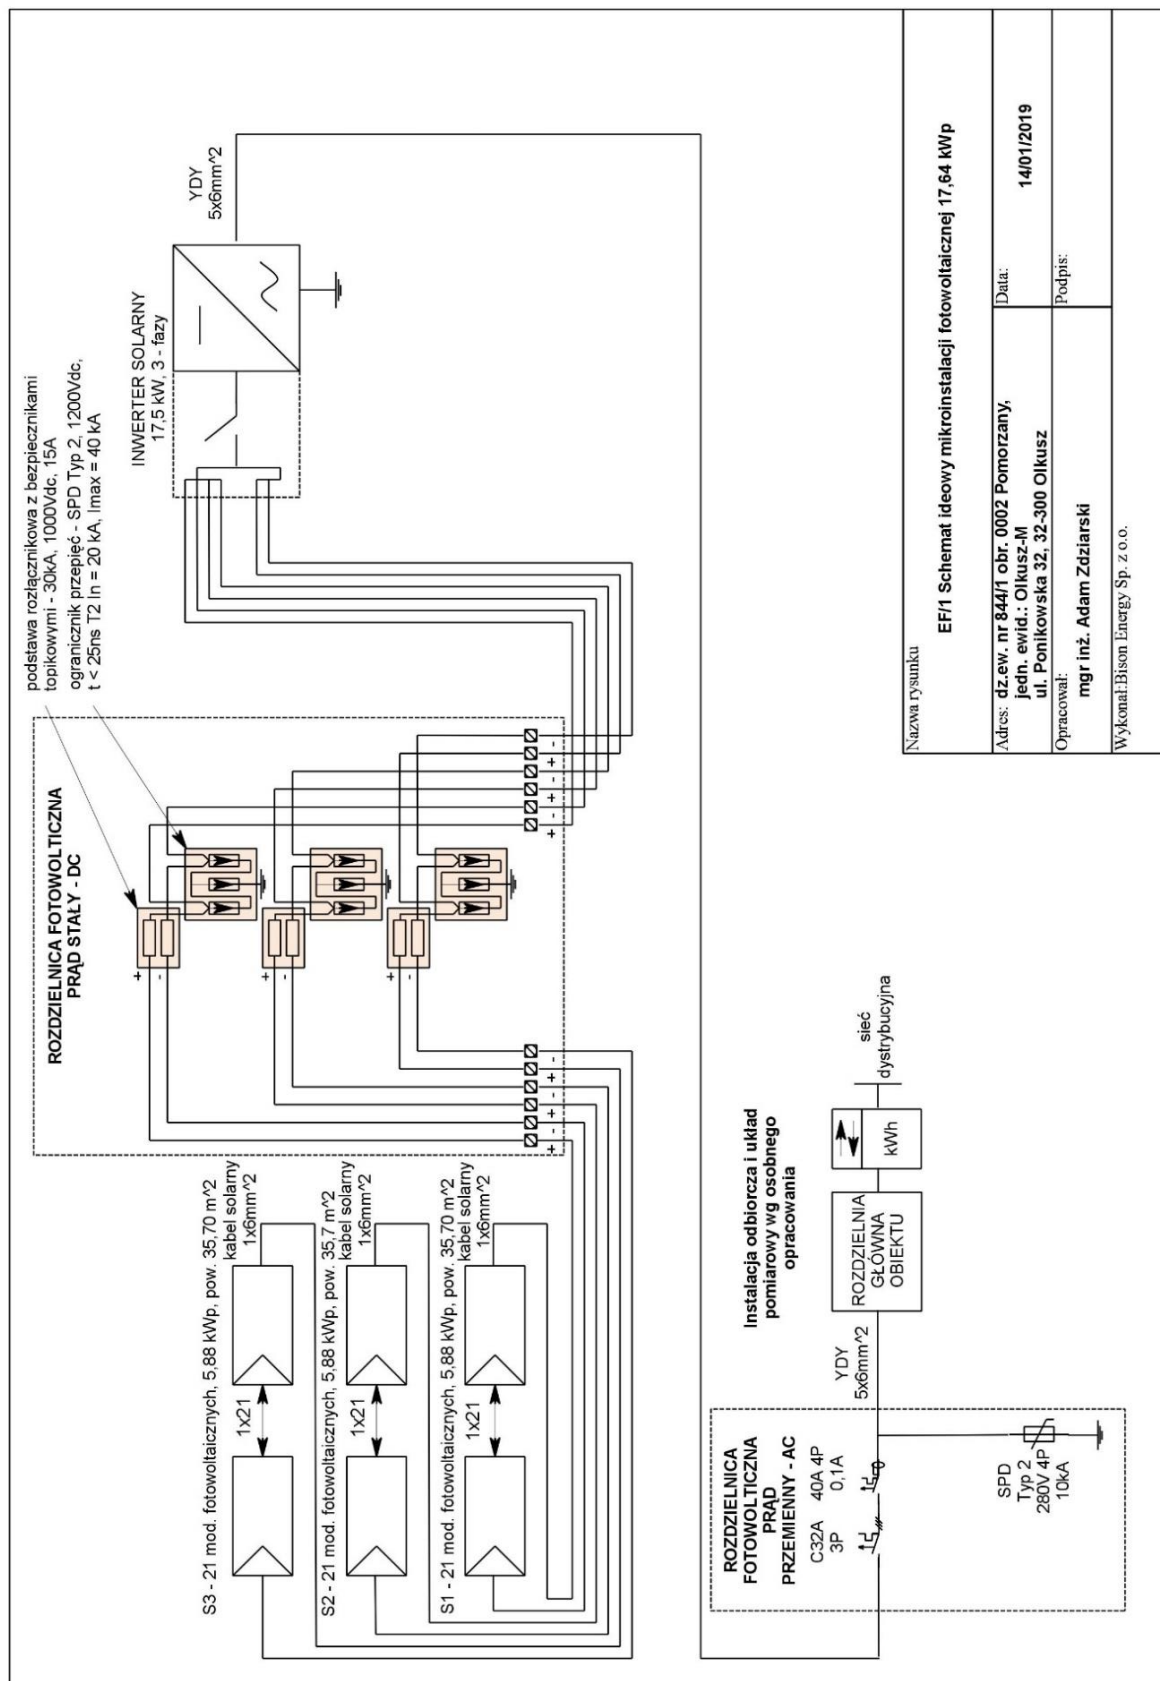 podstawa rozłącznikowa z bezpiecznikami
topikowymi - 30kA, 1000Vdc, 15A
ogranicznik przepięć - SPD Typ 2, 1200Vdc,
t < 25ns T2 In = 20 kA, Imax = 40 kA
ROZDZIELNICA FOTOWOLTICZNA
PRĄD STAŁY - DC
INWERTER SOLARNY
17,5 kW, 3 - fazy
YDY
5x6mm^2
S3 - 21 mod. fotowoltaicznych, 5,88 kWp, pow. 35,70 m^2
kabel solarny
1x6mm^2
1x21
S2 - 21 mod. fotowoltaicznych, 5,88 kWp, pow. 35,7 m^2
kabel solarny
1x6mm^2
1x21
S1 - 21 mod. fotowoltaicznych, 5,88 kWp, pow. 35,70 m^2
kabel solarny
1x6mm^2
1x21
+
-
+
-
+
-
+ - + - + -
+ - + - + -
ROZDZIELNICA
FOTOWOLTICZNA
PRĄD
PRZEMIENNY - AC
C32A
3P
40A 4P
0,1A
SPD
Typ 2
280V 4P
10kA
YDY
5x6mm^2
Instalacja odbiorcza i układ
pomiarowy wg osobnego
opracowania
ROZDZIELNIA
GŁÓWNA
OBIEKTU
kWh
sieć
dystrybucyjna
Nazwa rysunku
EF/1 Schemat ideowy mikroinstalacji fotowoltaicznej 17,64 kWp
Adres: dz.ew. nr 844/1 obr. 0002 Pomorzany,
jedn. ewid.: Olkusz-M
ul. Ponikowska 32, 32-300 Olkusz
Data:
14/01/2019
Opracował:
mgr inż. Adam Zdziarski
Podpis:
Wykonał:Bison Energy Sp. z o.o.